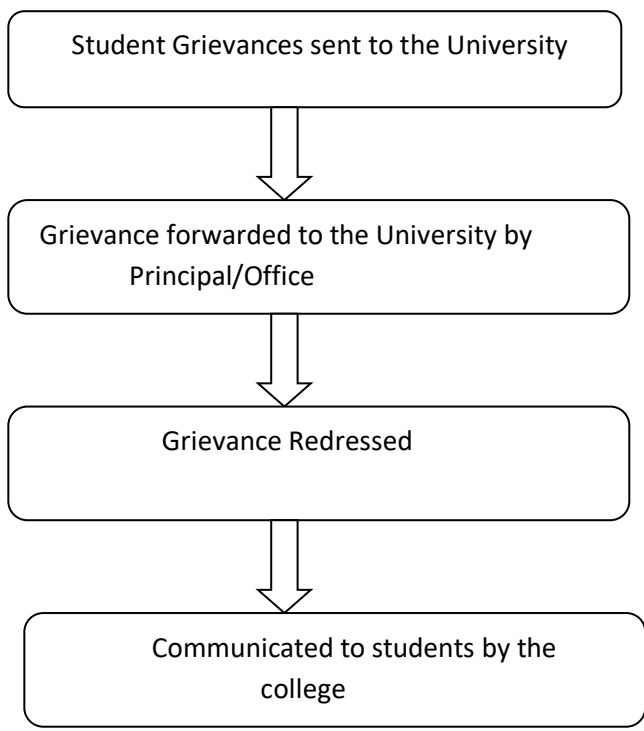 Student Grievances sent to the University
Grievance forwarded to the University by
Principal/Office
Grievance Redressed
Communicated to students by the
college